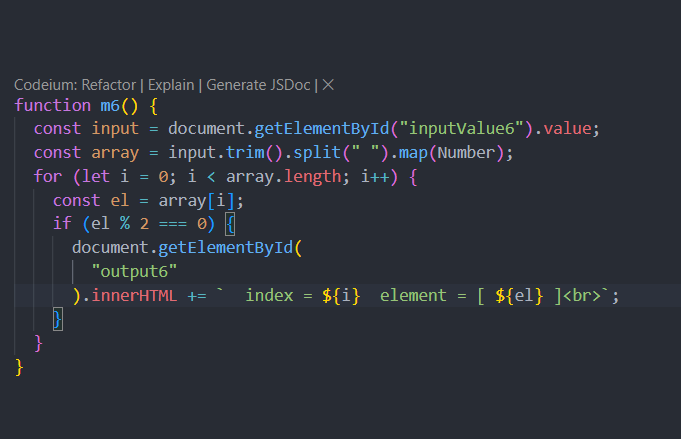 Codeium: Refactor | Explain | Generate JSDoc | ×
function m6() {
  const input = document.getElementById("inputValue6").value;
  const array = input.trim().split(" ").map(Number);
  for (let i = 0; i < array.length; i++) {
    const el = array[i];
    if (el % 2 === 0) {
      document.getElementById(
        "output6"
      ).innerHTML += `  index = ${i}  element = [ ${el} ]<br>`;
    }
  }
}